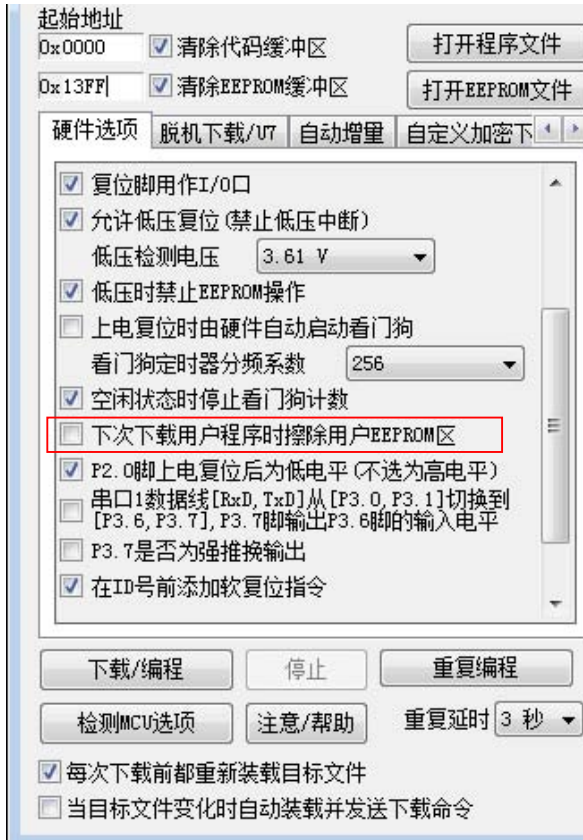 起始地址
0x0000 清除代码缓冲区 打开程序文件
0x13FF 清除EEPROM缓冲区 打开EEPROM文件
硬件选项 脱机下载/U7 自动增量 自定义加密下
复位脚用作I/O口
允许低压复位(禁止低压中断)
低压检测电压 3.61 V
低压时禁止EEPROM操作
上电复位时由硬件自动启动看门狗
看门狗定时器分频系数 256
空闲状态时停止看门狗计数
下次下载用户程序时擦除用户EEPROM区
P2.0脚上电复位后为低电平(不选为高电平)
串口1数据线[RxD,TxD]从[P3.0,P3.1]切换到
[P3.6,P3.7],P3.7脚输出P3.6脚的输入电平
P3.7是否为强推挽输出
在ID号前添加软复位指令
下载/编程 停止 重复编程
检测MCU选项 注意/帮助 重复延时 3 秒
每次下载前都重新装载目标文件
当目标文件变化时自动装载并发送下载命令